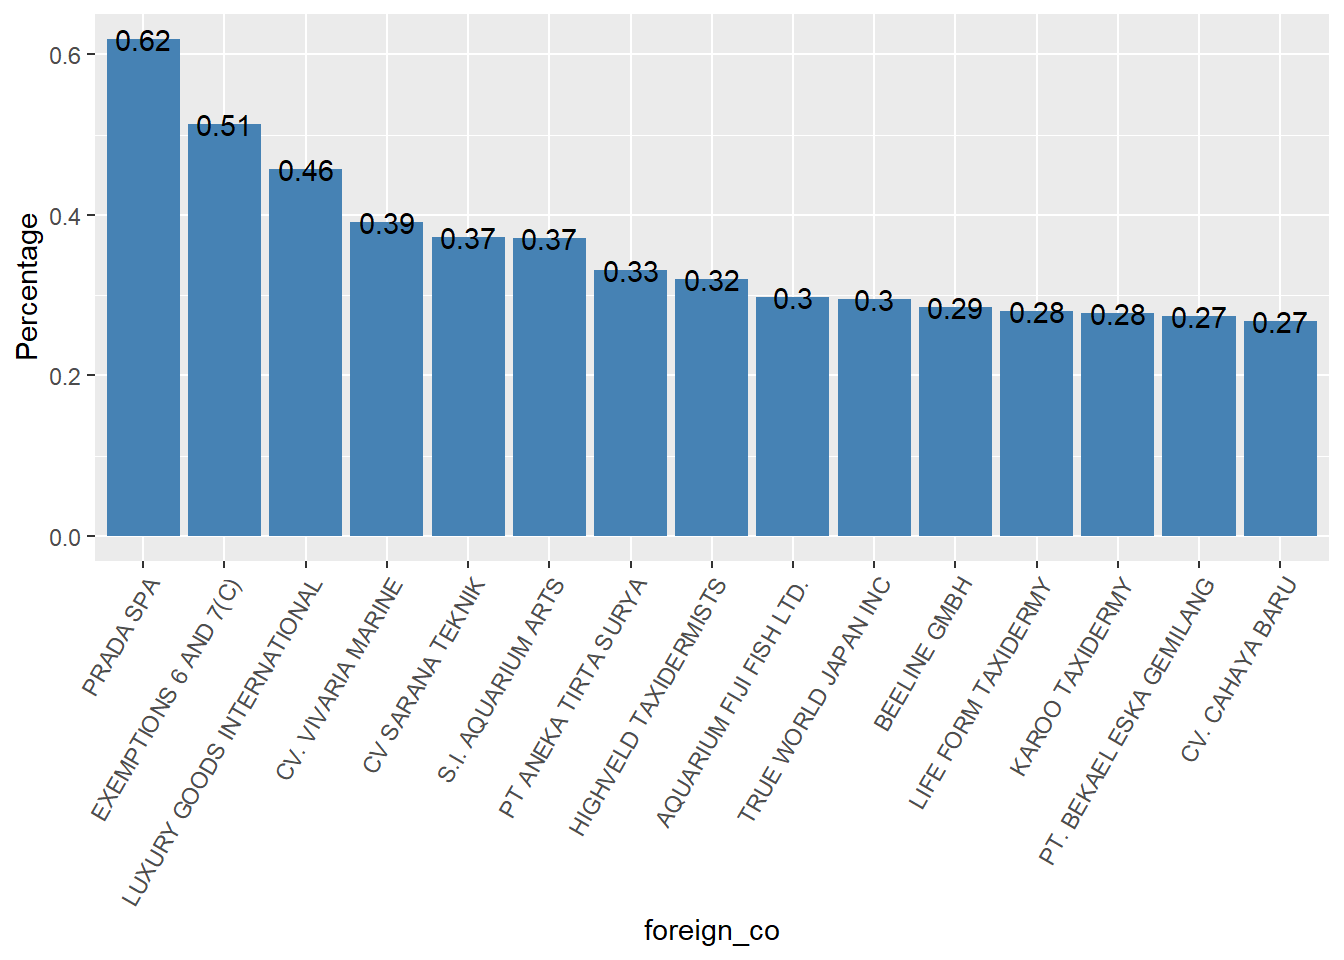 Percentage
0.6
0.4
0.2
0.0
0.62
0.51
0.46
0.39
0.37
0.37
0.33
0.32
0.3
0.3
0.29
0.28
0.28
0.27
0.27
PRADA SPA
EXEMPTIONS 6 AND 7(C)
LUXURY GOODS INTERNATIONAL
CV. VIVARIA MARINE
CV SARANA TEKNIK
S.I. AQUARIUM ARTS
PT ANEKA TIRTA SURYA
HIGHVELD TAXIDERMISTS
AQUARIUM FIJI FISH LTD.
TRUE WORLD JAPAN INC
BEELINE GMBH
LIFE FORM TAXIDERMY
KAROO TAXIDERMY
PT. BEKAEL ESKA GEMILANG
CV. CAHAYA BARU
foreign_co